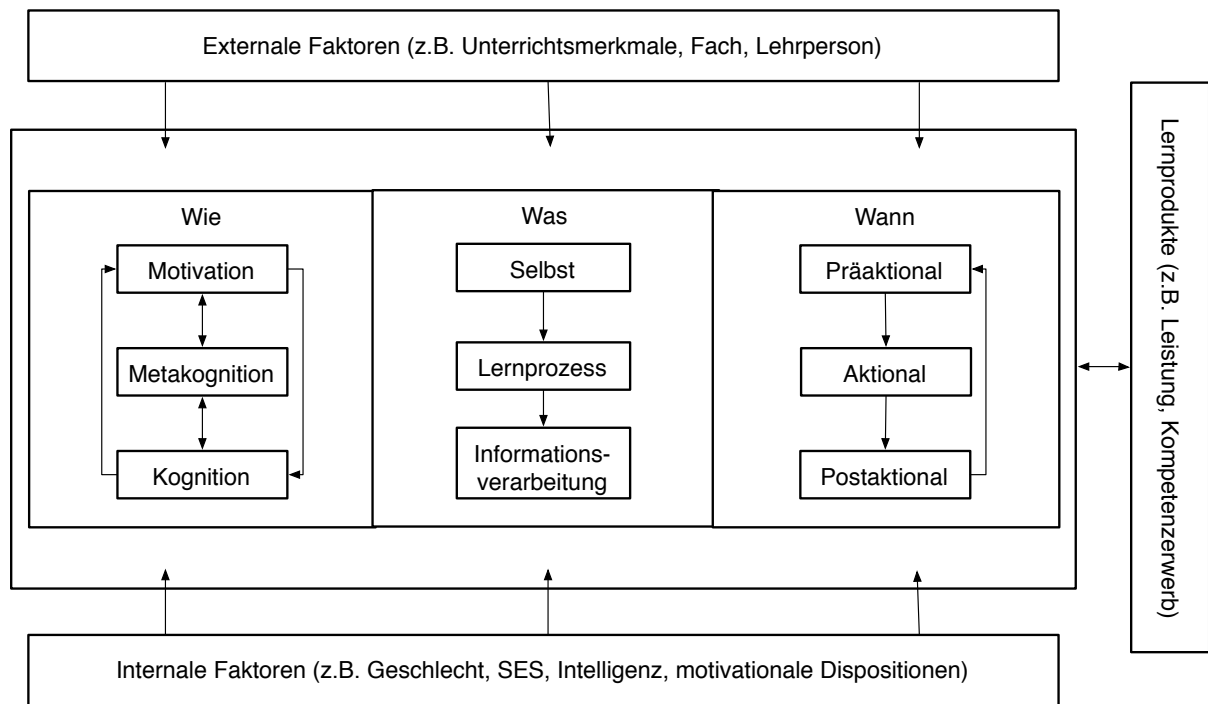 Externale Faktoren (z.B. Unterrichtsmerkmale, Fach, Lehrperson)
Wie
Motivation
Metakognition
Kognition
Was
Selbst
Lernprozess
Informations-
verarbeitung
Wann
Präaktional
Aktional
Postaktional
Lernprodukte (z.B. Leistung, Kompetenzerwerb)
Internale Faktoren (z.B. Geschlecht, SES, Intelligenz, motivationale Dispositionen)